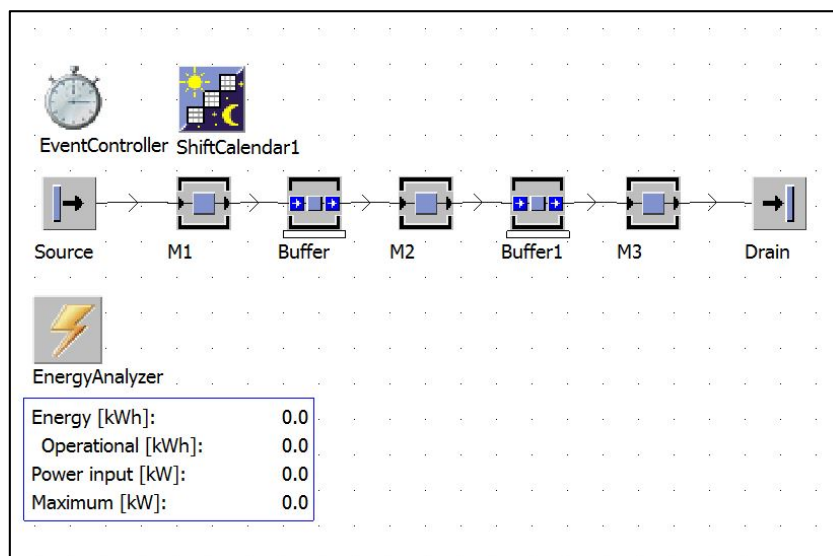 EventController ShiftCalendar1
Source M1 Buffer M2 Buffer1 M3 Drain
EnergyAnalyzer
Energy [kWh]: 0.0
Operational [kWh]: 0.0
Power input [kW]: 0.0
Maximum [kW]: 0.0